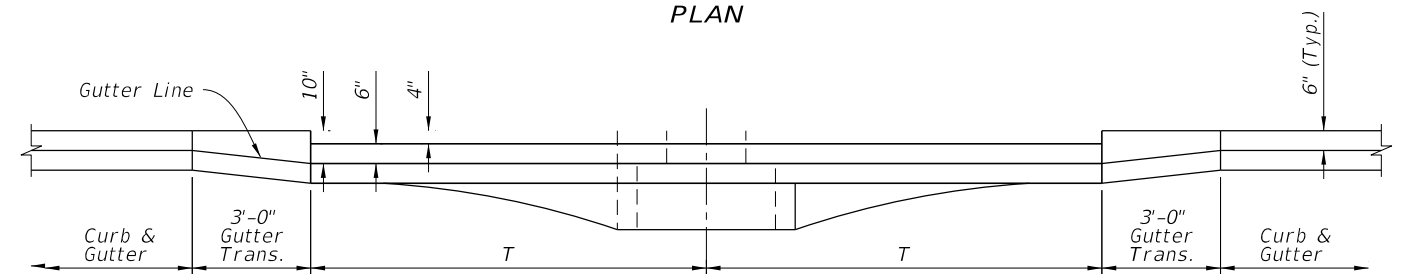 PLAN
Gutter Line
10"
6"
4"
6" (Typ.)
Curb &
Gutter
3'-0"
Gutter
Trans.
T
T
3'-0"
Gutter
Trans.
Curb &
Gutter